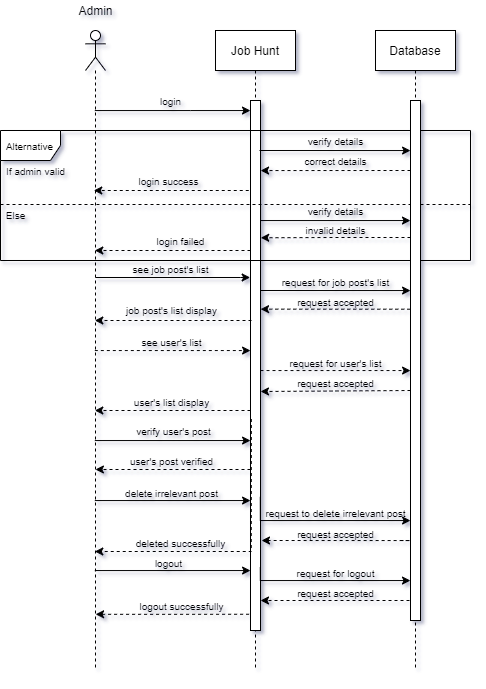 Admin
Job Hunt
Database
login
Alternative
verify details
correct details
If admin valid
login success
Else
verify details
invalid details
login failed
see job post's list
request for job post's list
request accepted
job post's list display
see user's list
request for user's list
request accepted
user's list display
verify user's post
user's post verified
delete irrelevant post
request to delete irrelevant post
request accepted
deleted successfully
logout
request for logout
request accepted
logout successfully